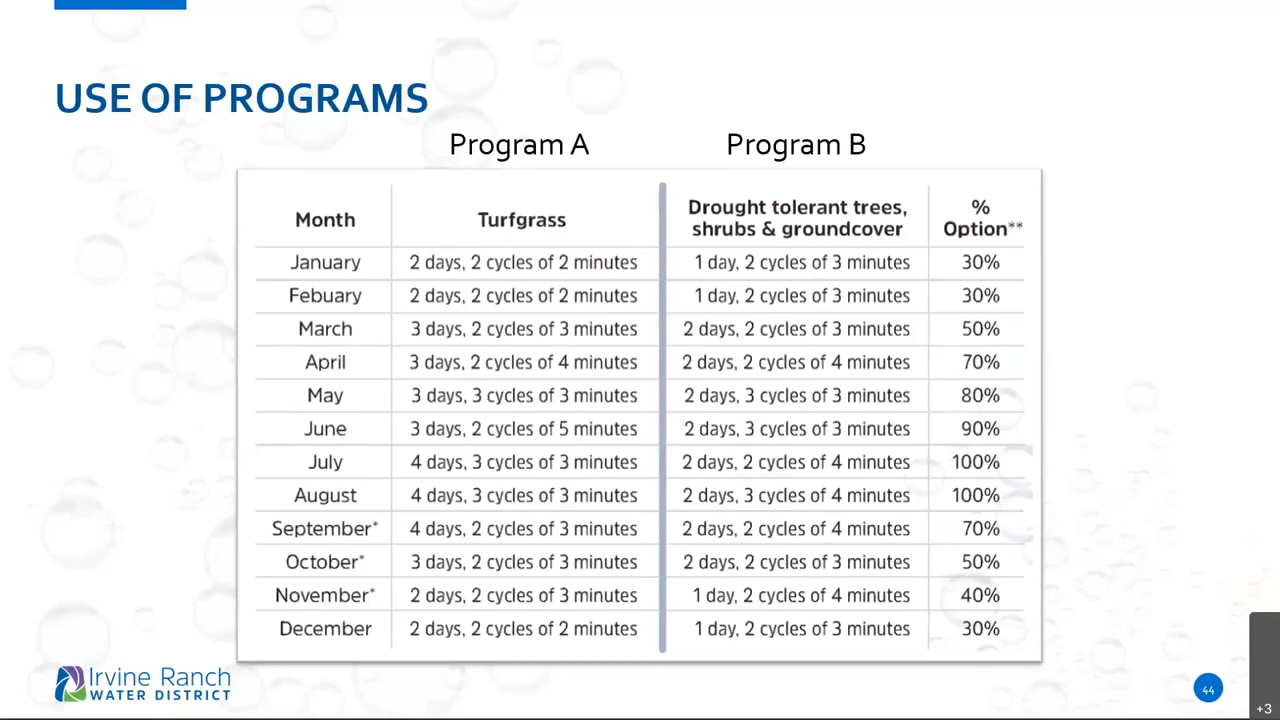 USE OF PROGRAMS
Program A Program B
Month Turfgrass Drought tolerant trees, shrubs & groundcover % Option**
January 2 days, 2 cycles of 2 minutes 1 day, 2 cycles of 3 minutes 30%
Febuary 2 days, 2 cycles of 2 minutes 1 day, 2 cycles of 3 minutes 30%
March 3 days, 2 cycles of 3 minutes 2 days, 2 cycles of 3 minutes 50%
April 3 days, 2 cycles of 4 minutes 2 days, 2 cycles of 4 minutes 70%
May 3 days, 3 cycles of 3 minutes 2 days, 3 cycles of 3 minutes 80%
June 3 days, 2 cycles of 5 minutes 2 days, 3 cycles of 3 minutes 90%
July 4 days, 3 cycles of 3 minutes 2 days, 2 cycles of 4 minutes 100%
August 4 days, 3 cycles of 3 minutes 2 days, 3 cycles of 4 minutes 100%
September* 4 days, 2 cycles of 3 minutes 2 days, 2 cycles of 4 minutes 70%
October* 3 days, 2 cycles of 3 minutes 2 days, 2 cycles of 3 minutes 50%
November* 2 days, 2 cycles of 3 minutes 1 day, 2 cycles of 4 minutes 40%
December 2 days, 2 cycles of 2 minutes 1 day, 2 cycles of 3 minutes 30%
Irvine Ranch
WATER DISTRICT
44
+3